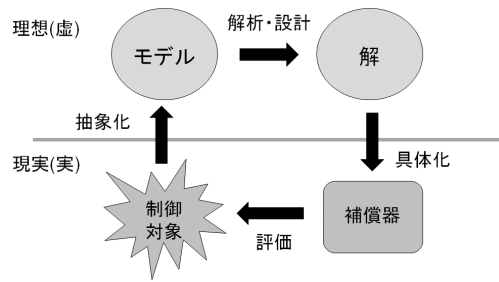 理想(虚)
モデル
解析・設計
解
抽象化
具体化
現実(実)
制御
対象
評価
補償器